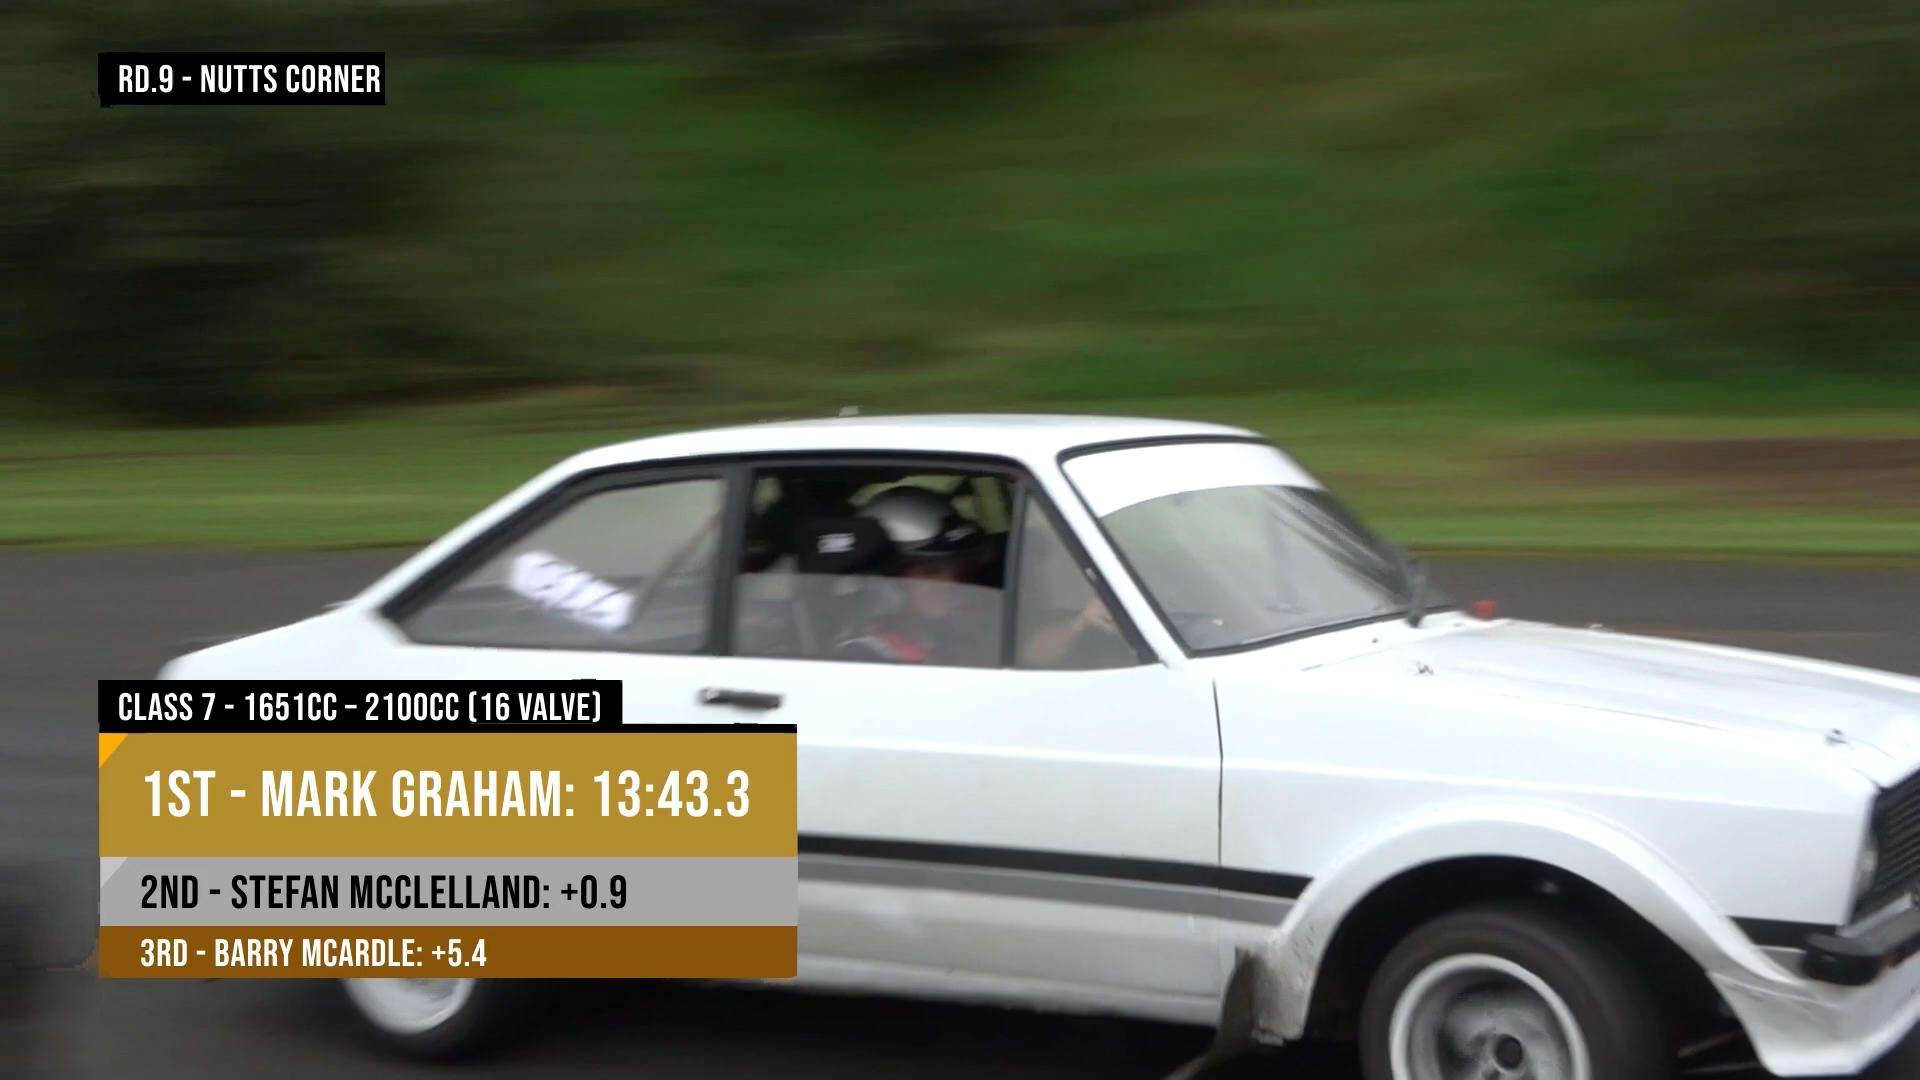 RD.9 - NUTTS CORNER
CLASS 7 - 1651CC – 2100CC (16 VALVE)
1ST - MARK GRAHAM: 13:43.3
2ND - STEFAN MCCLELLAND: +0.9
3RD - BARRY MCARDLE: +5.4